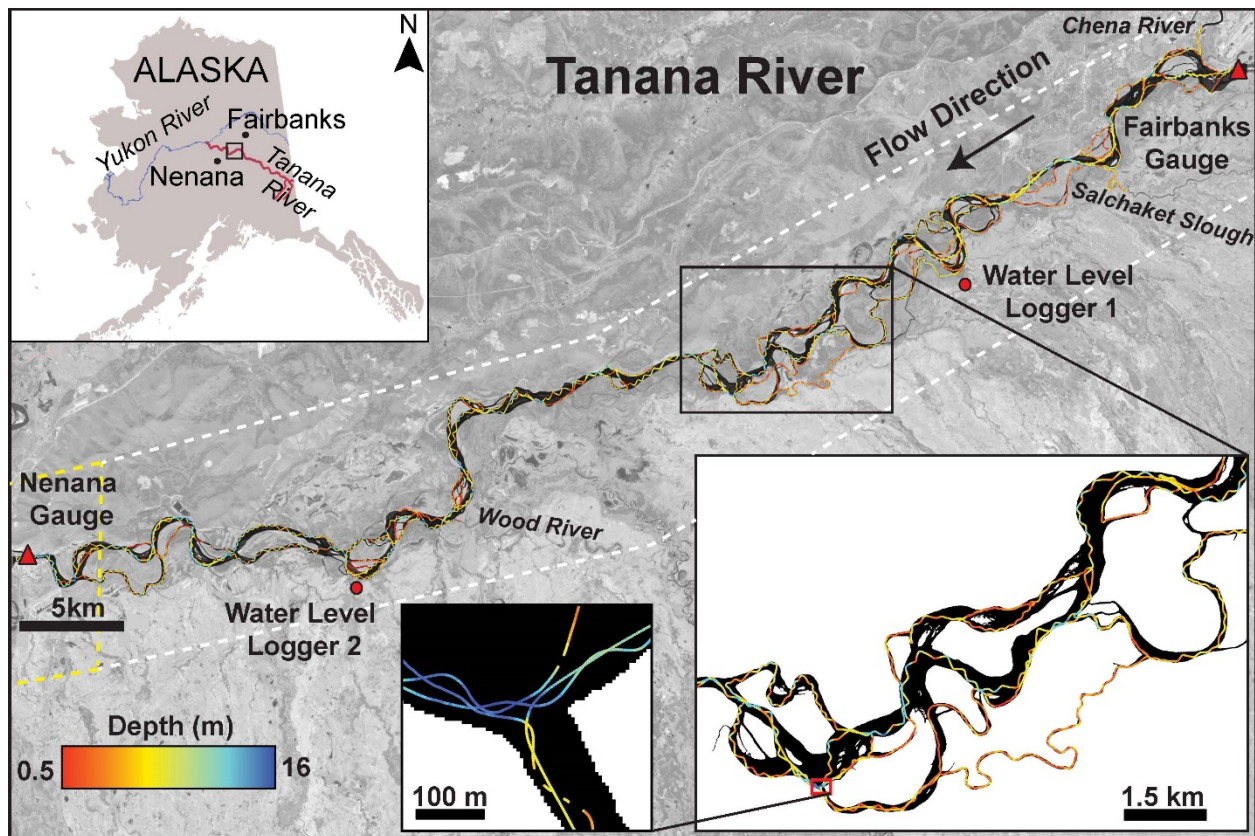 N
ALASKA
Yukon River
Fairbanks
Nenana
Tanana
River
Tanana River
Chena River
Flow Direction
Fairbanks
Gauge
Salchaket Slough
Water Level
Logger 1
Nenana
Gauge
Wood River
5km
Water Level
Logger 2
Depth (m)
0.5
16
100 m
1.5 km